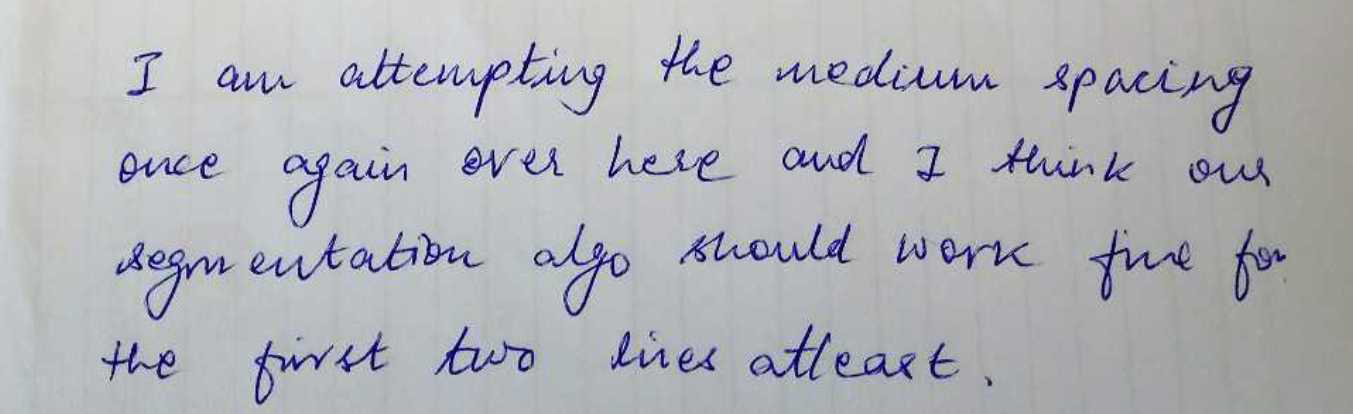 I am attempting the medium spacing
once again over here and I think our
segmentation algo should work fine for
the first two lines atleast.